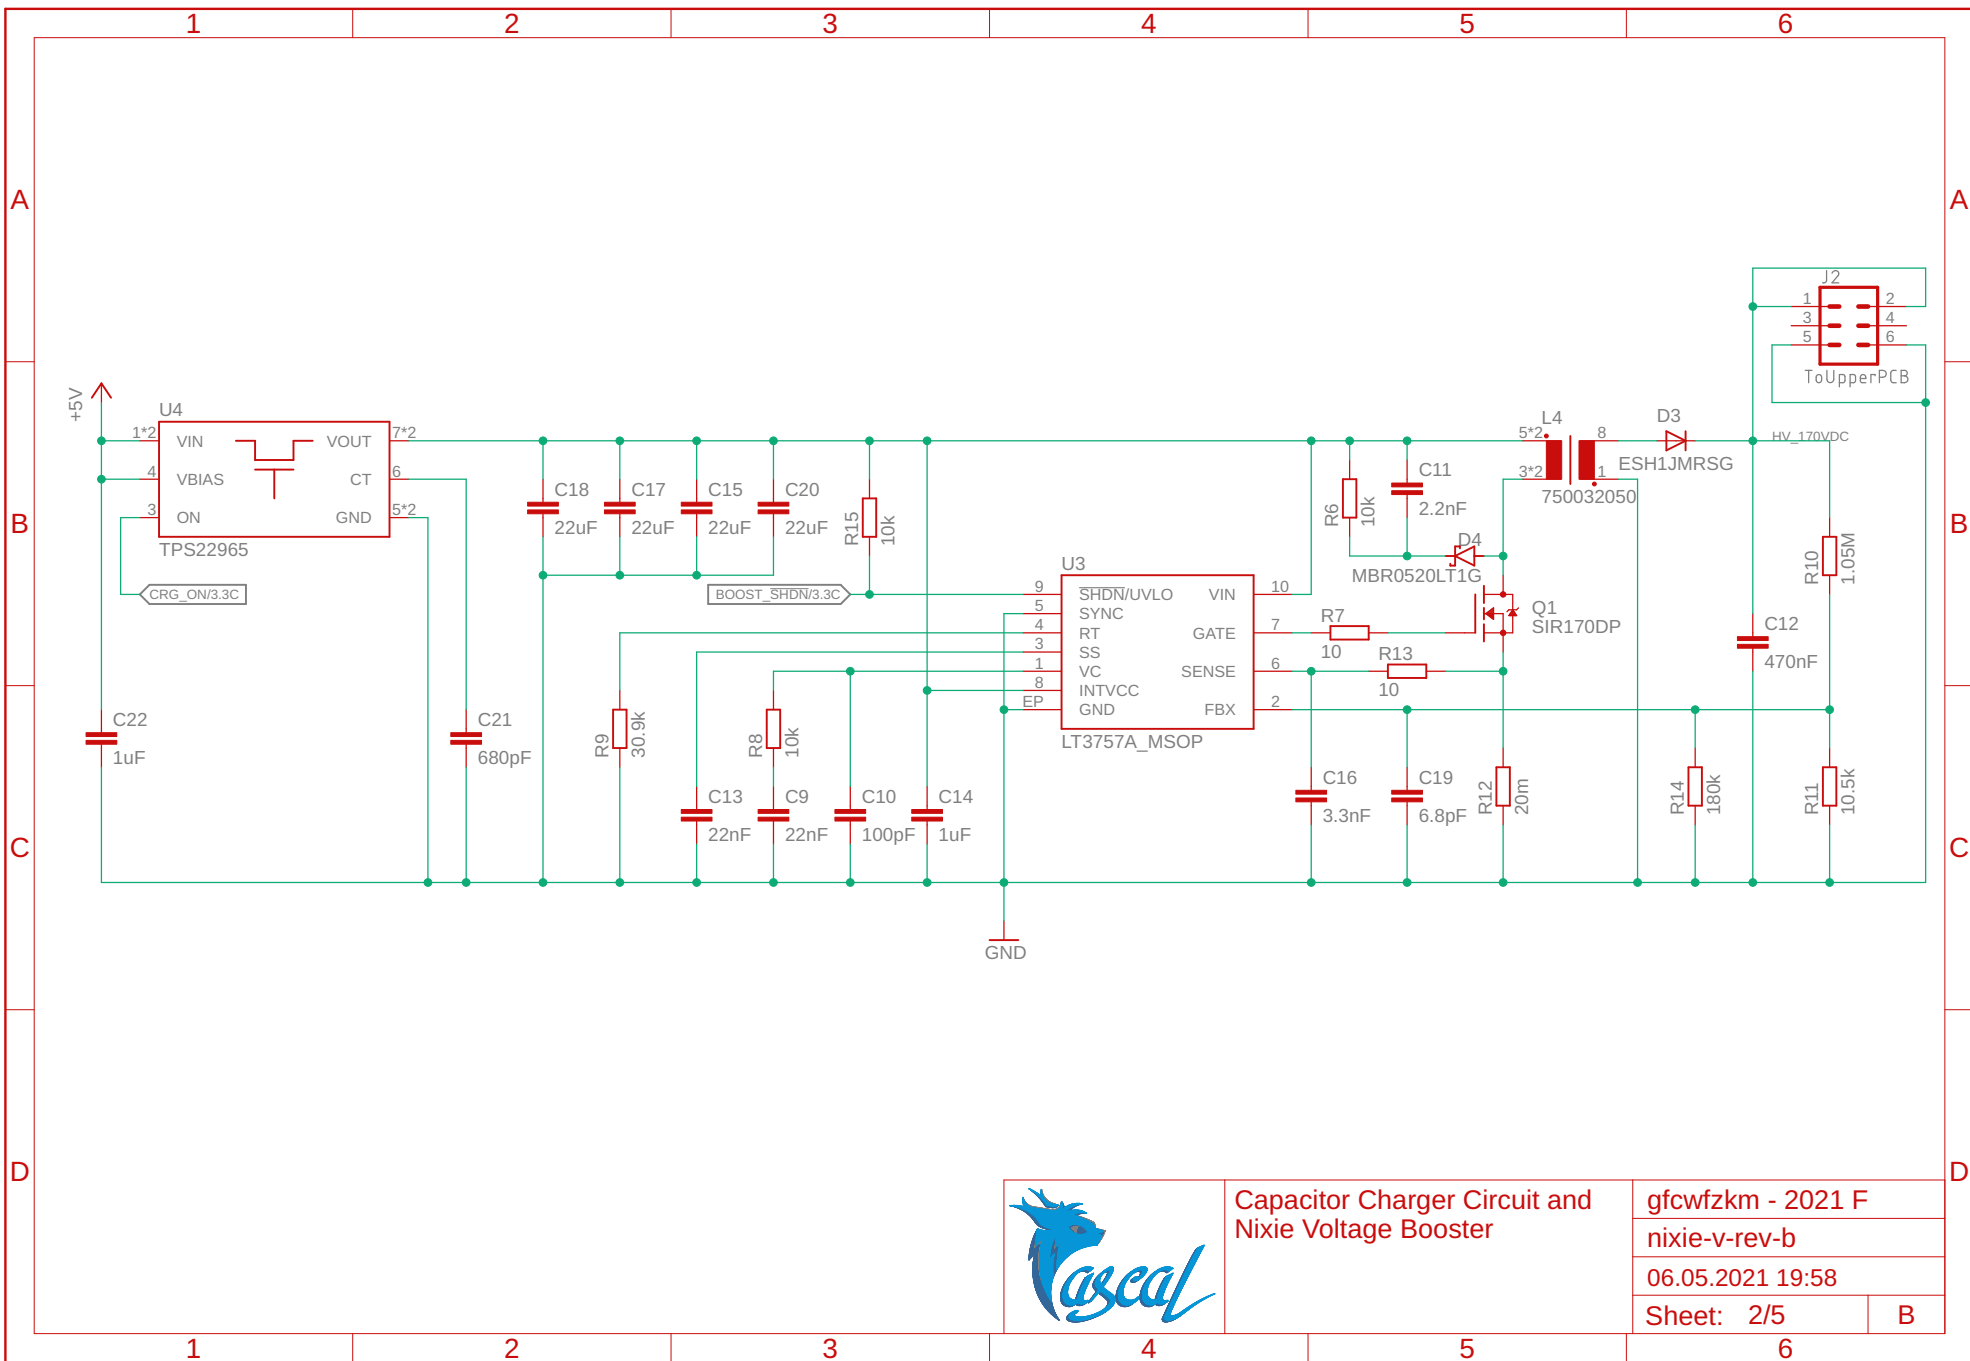 1 2 3 4 5 6
A A
J2
1 2
3 4
5 6
ToUpperPCB
+5V
U4
1*2 VIN VOUT 7*2
4 VBIAS CT 6
3 ON GND 5*2
TPS22965
CRG_ON/3.3C
C22
1uF
C21
680pF
C18
22uF
C17
22uF
C15
22uF
C20
22uF
R15
10k
BOOST_SHDN/3.3C
R9
30.9k
R8
10k
C13
22nF
C9
22nF
C10
100pF
C14
1uF
U3
9 SHDN/UVLO VIN 10
5 SYNC
4 RT GATE 7
3 SS
1 VC SENSE 6
8 INTVCC
EP GND FBX 2
LT3757A_MSOP
GND
R6
10k
C11
2.2nF
D4
MBR0520LT1G
L4
5*2 8
3*2 1
750032050
D3
ESH1JMRSG
HV_170VDC
R7
10
R13
10
Q1
SIR170DP
R10
1.05M
C12
470nF
C16
3.3nF
C19
6.8pF
R12
20m
R14
180k
R11
10.5k
B B
C C
D D
ascal
Capacitor Charger Circuit and
Nixie Voltage Booster
gfcwfzkm - 2021 F
nixie-v-rev-b
06.05.2021 19:58
Sheet: 2/5 B
1 2 3 4 5 6